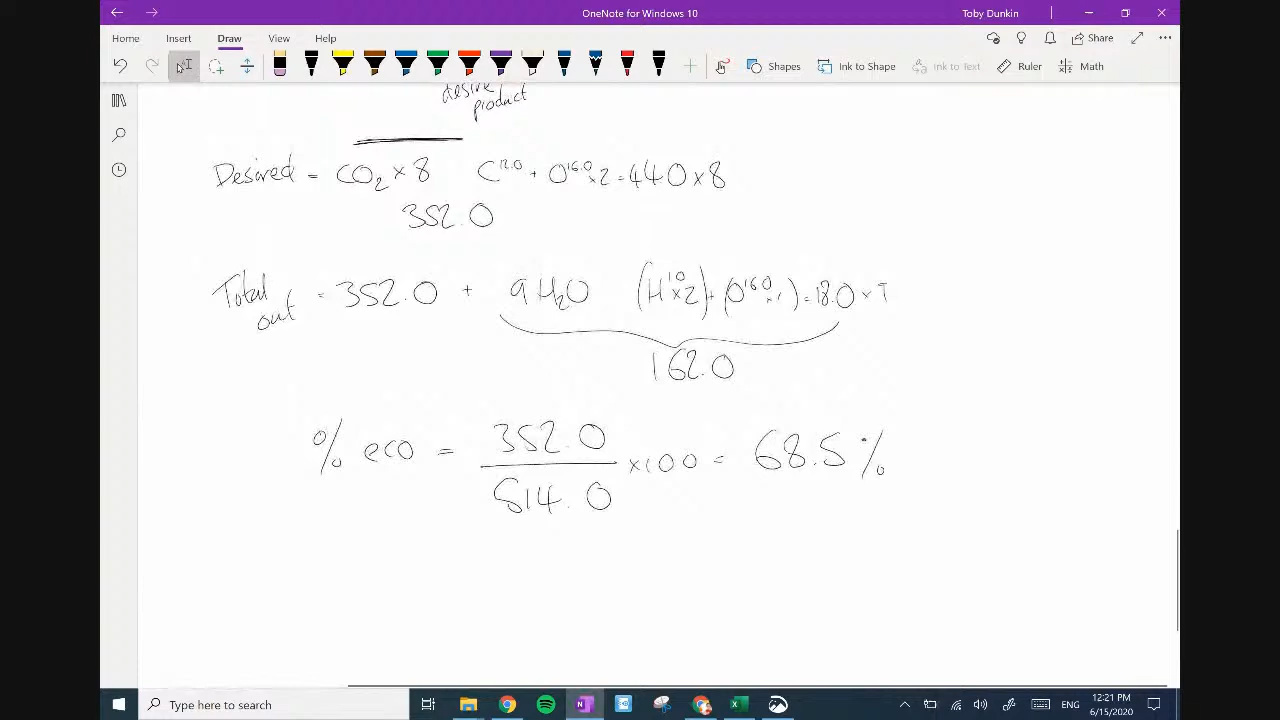 OneNote for Windows 10
Toby Dunkin
Home Insert Draw View Help
Share
Shapes Ink to Shape Ink to Text Ruler Math
desire
product
Desired = CO₂ × 8 C¹²·⁰ + O¹⁶·⁰ ×2 = 44.0 × 8
352.0
Total out = 352.0 + 9 H₂O (H¹·⁰ ×2) + (O¹⁶·⁰ ×1) = 18.0 ×
162.0
% eco = 352.0 / 514.0 ×100 = 68.5 %
Type here to search
ENG
12:21 PM
6/15/2020